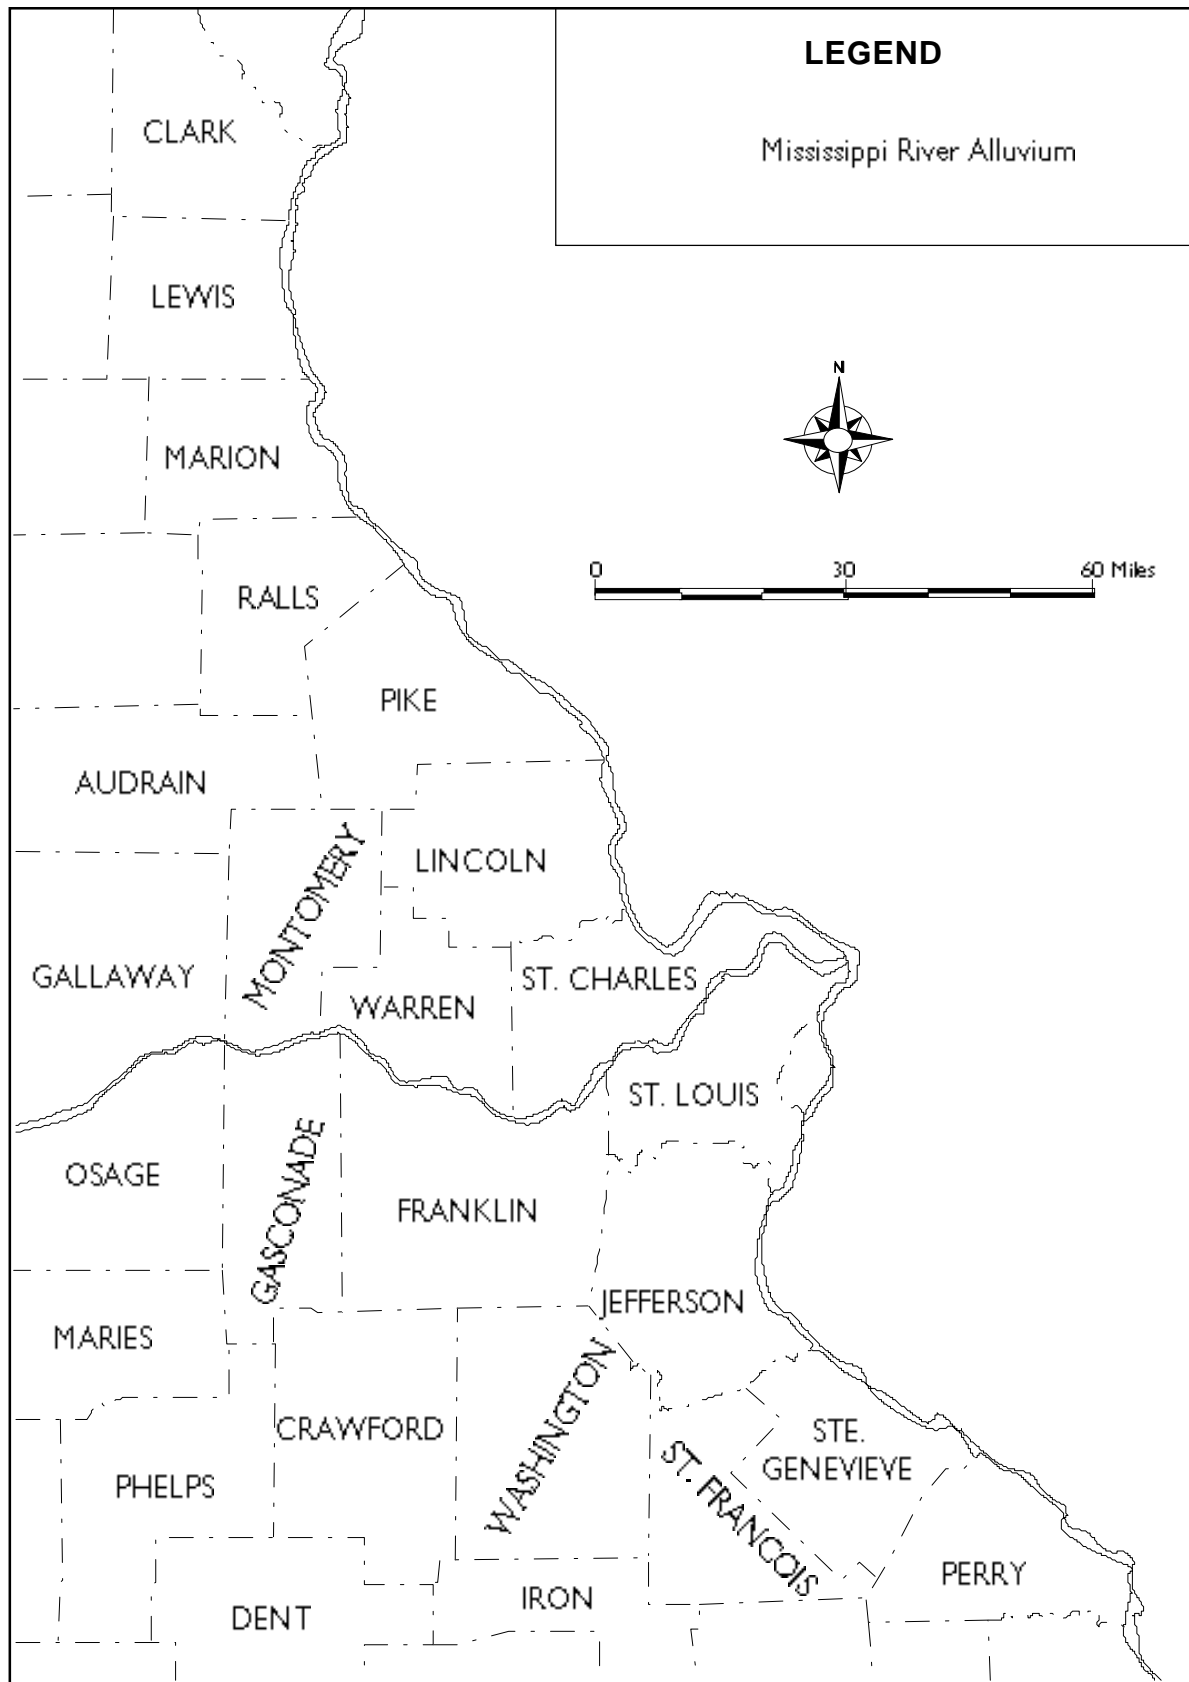 LEGEND
Mississippi River Alluvium
CLARK
LEWIS
N
MARION
0 30 60 Miles
RALLS
PIKE
AUDRAIN
MONTOMERY
LINCOLN
GALLAWAY
WARREN
ST. CHARLES
ST. LOUIS
OSAGE
GASCONADE
FRANKLIN
JEFFERSON
MARIES
CRAWFORD
WASHINGTON
ST. FRANCOIS
STE.
GENEVIEVE
PHELPS
PERRY
DENT
IRON